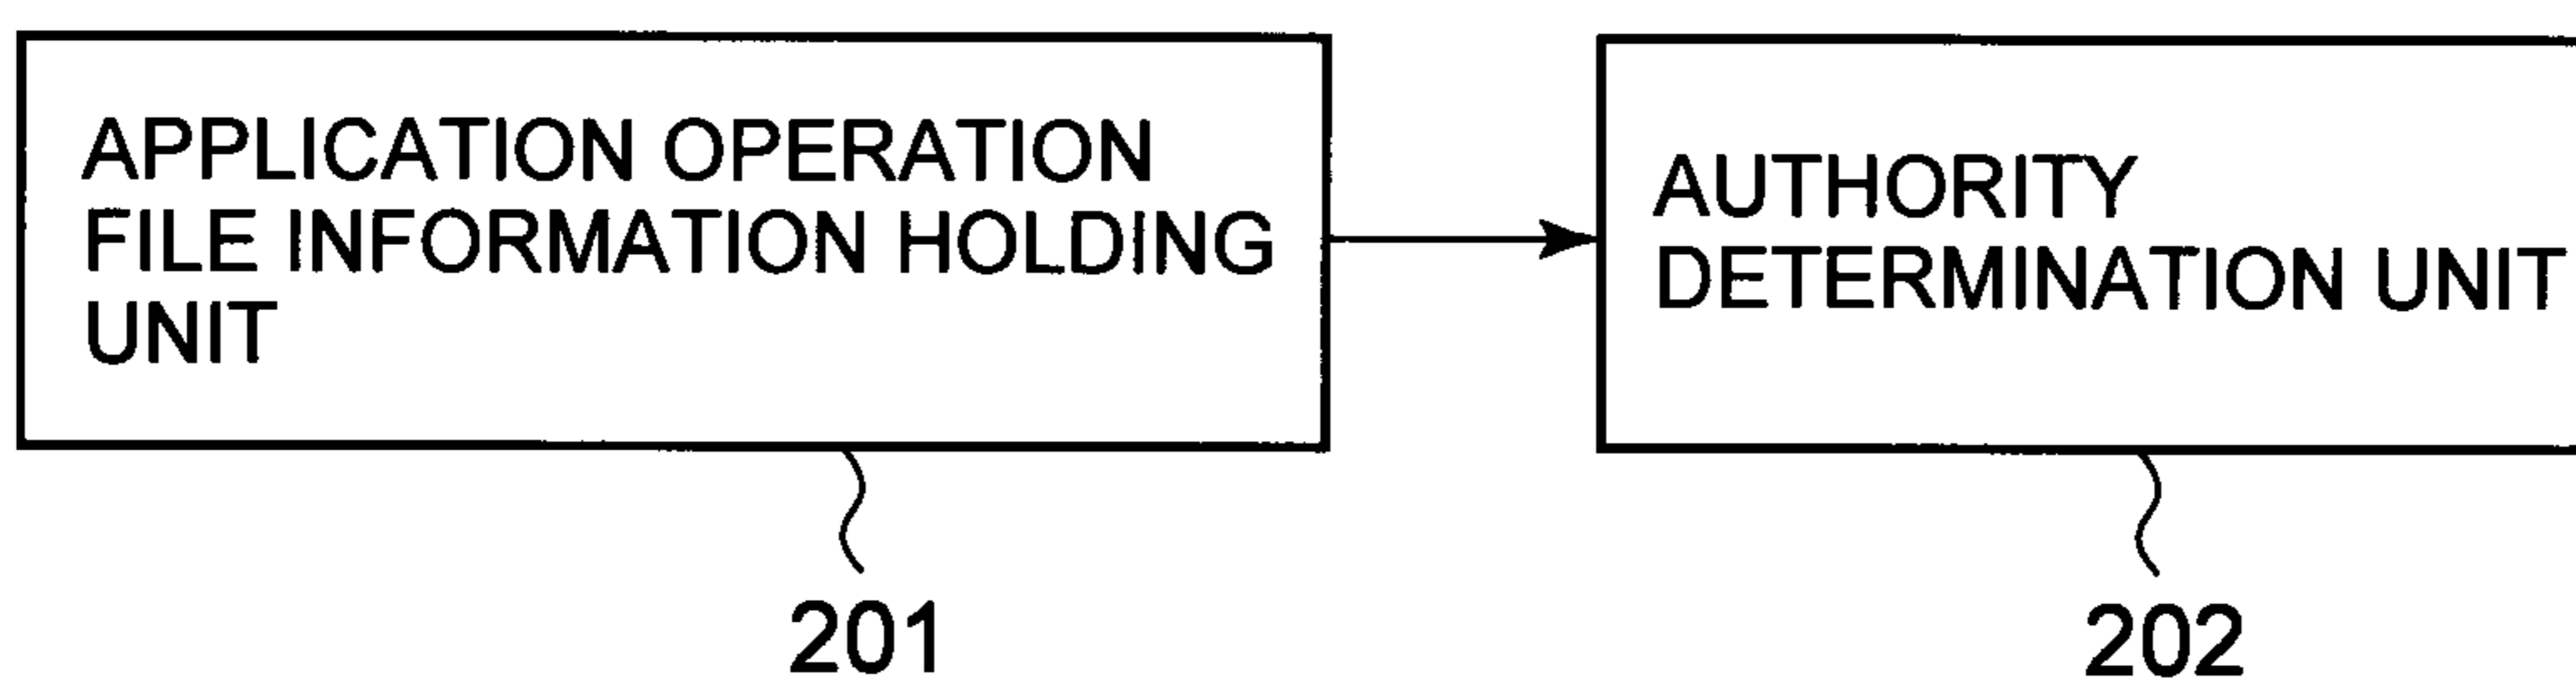 APPLICATION OPERATION
FILE INFORMATION HOLDING
UNIT
AUTHORITY
DETERMINATION UNIT
201
202